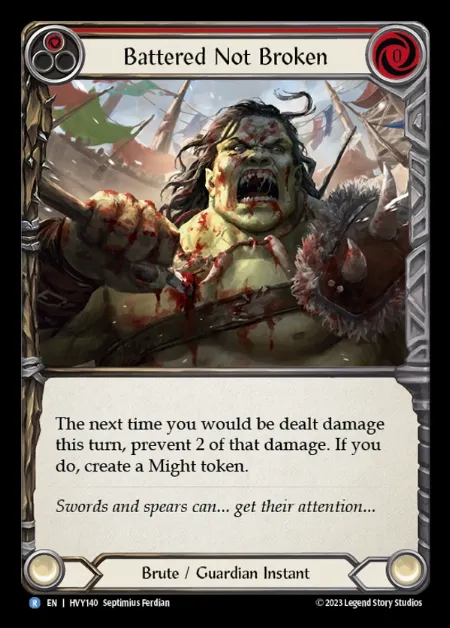 Battered Not Broken
0
The next time you would be dealt damage
this turn, prevent 2 of that damage. If you
do, create a Might token.
Swords and spears can... get their attention...
Brute / Guardian Instant
R EN | HVY140 Septimius Ferdian
© 2023 Legend Story Studios